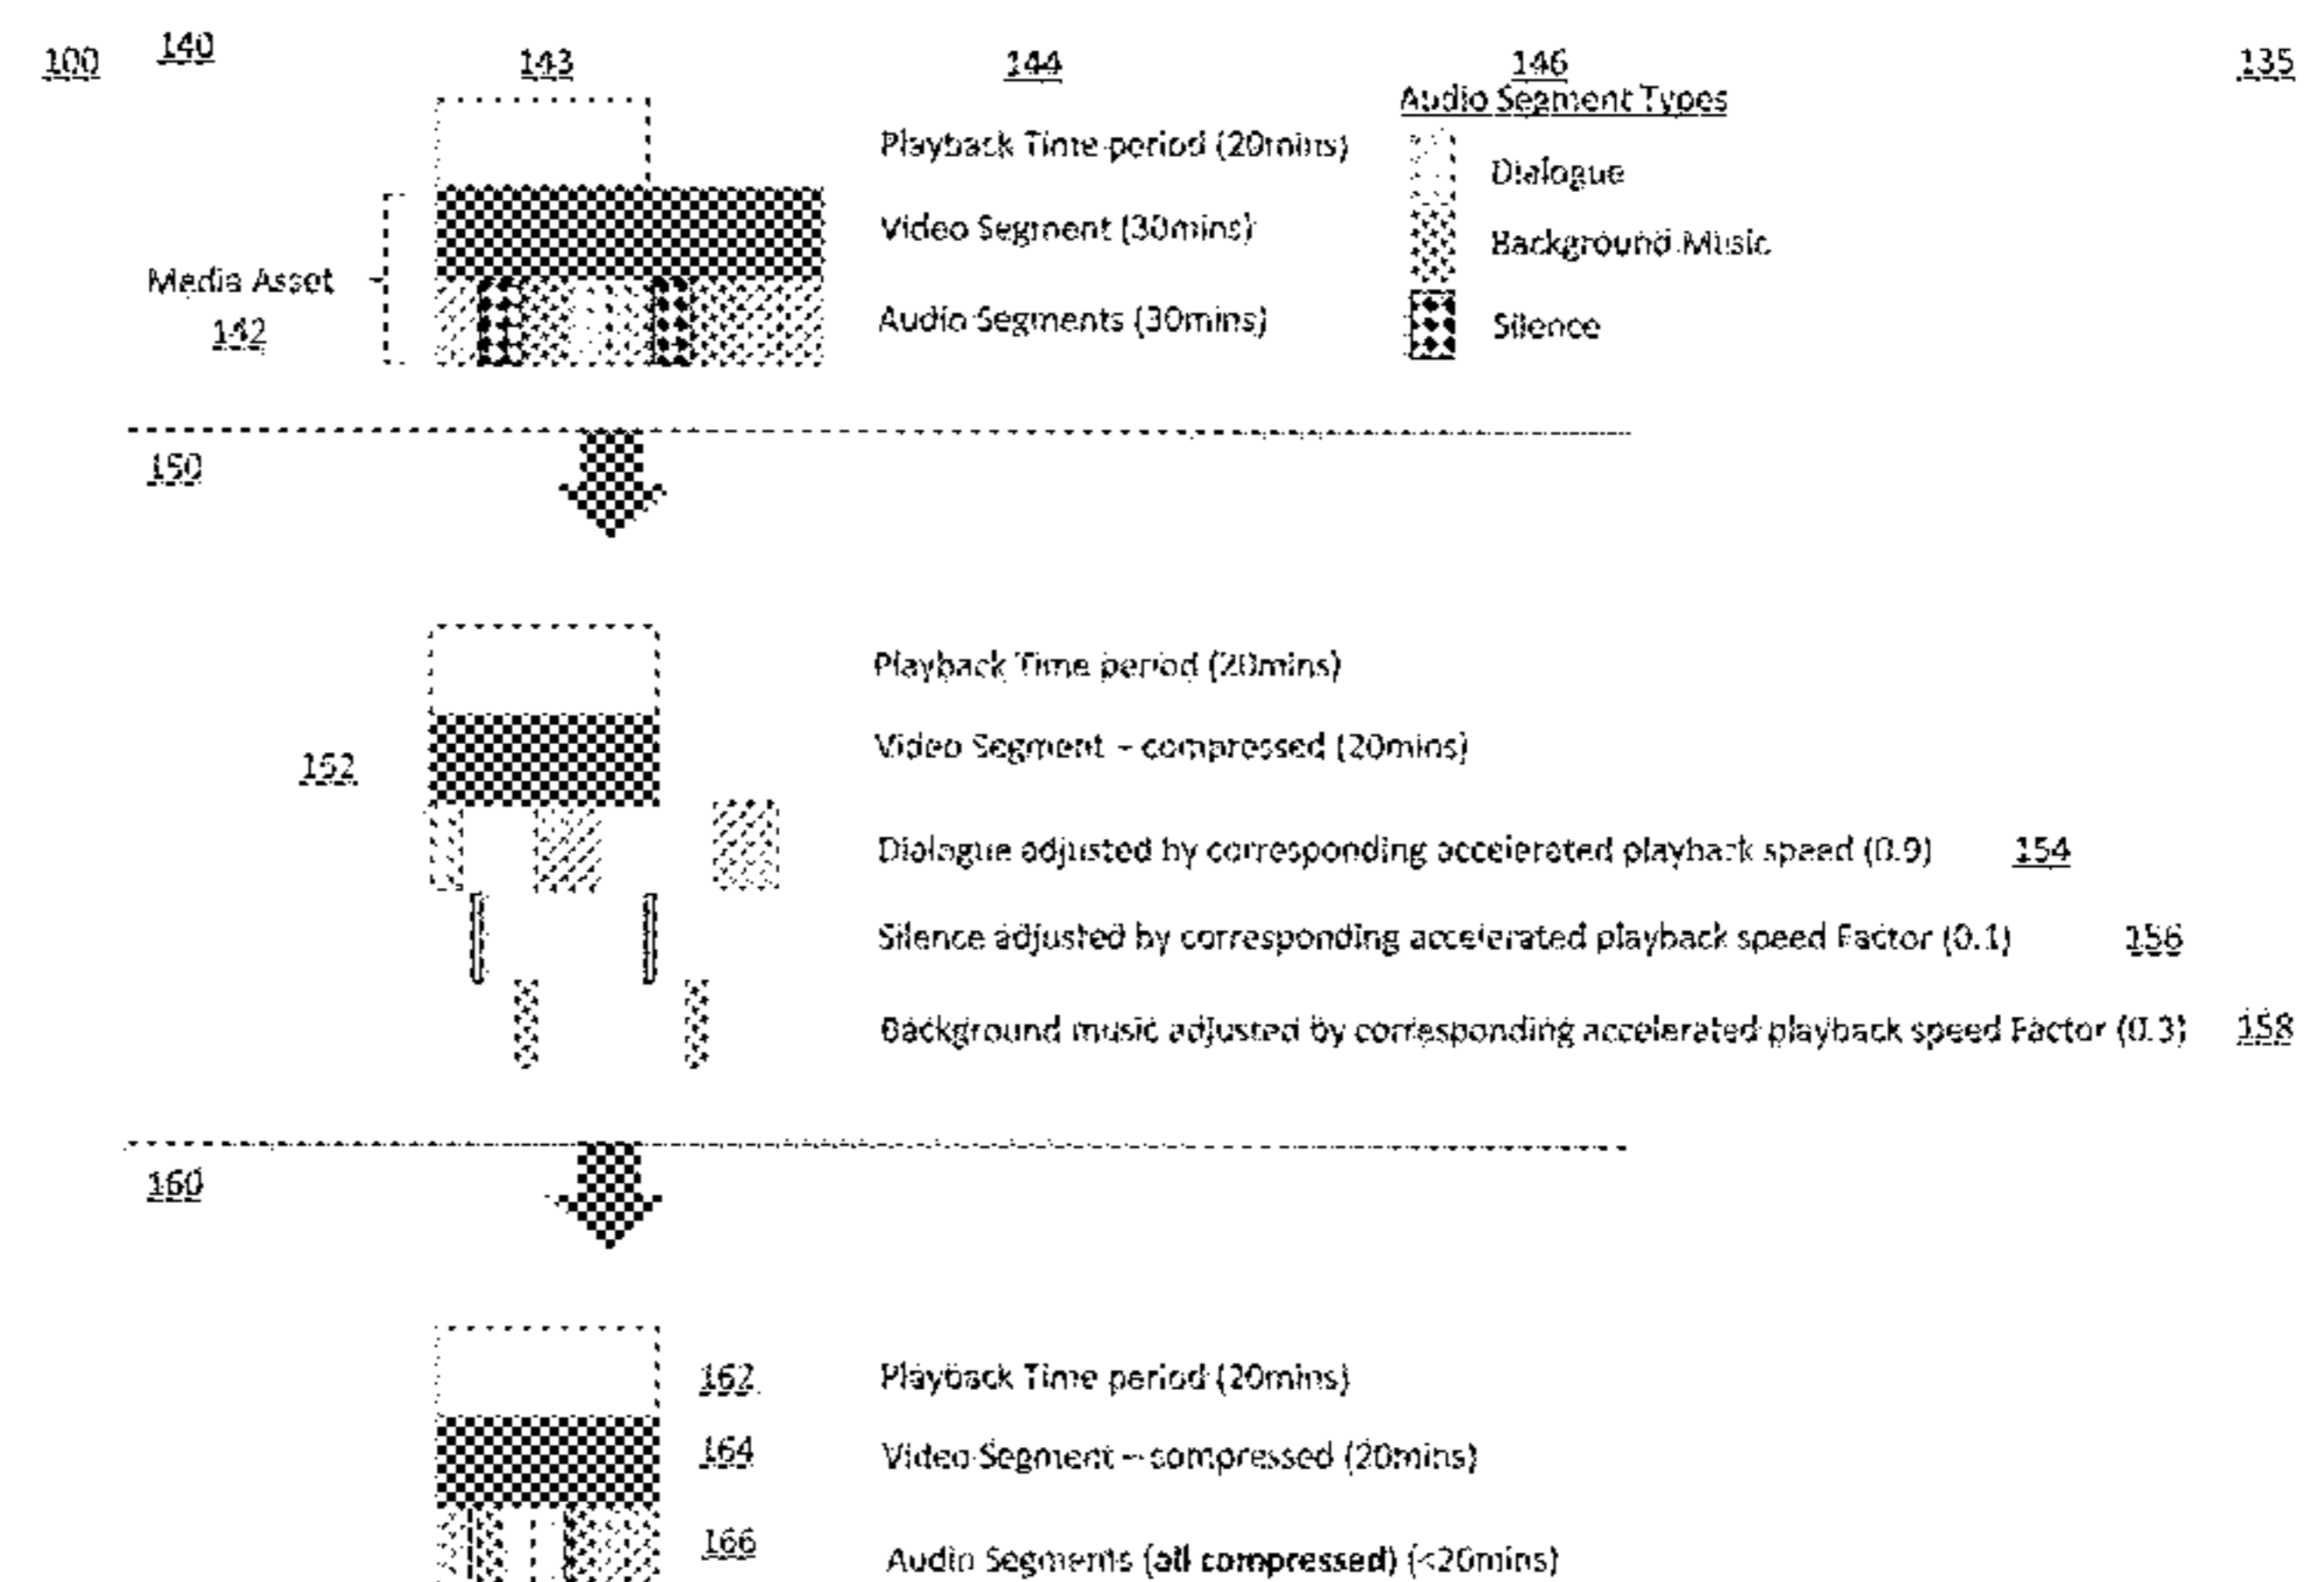 100 140 143 144 146 135
Audio Segment Types
Playback Time period (20mins)
Dialogue
Video Segment (30mins)
Background Music
Media Asset
142
Audio Segments (30mins)
Silence
150
Playback Time period (20mins)
152
Video Segment – compressed (20mins)
Dialogue adjusted by corresponding accelerated playback speed (0.9) 154
Silence adjusted by corresponding accelerated playback speed Factor (0.1) 156
Background music adjusted by corresponding accelerated playback speed Factor (0.3) 158
160
162 Playback Time period (20mins)
164 Video Segment – compressed (20mins)
166 Audio Segments (all compressed) (<20mins)